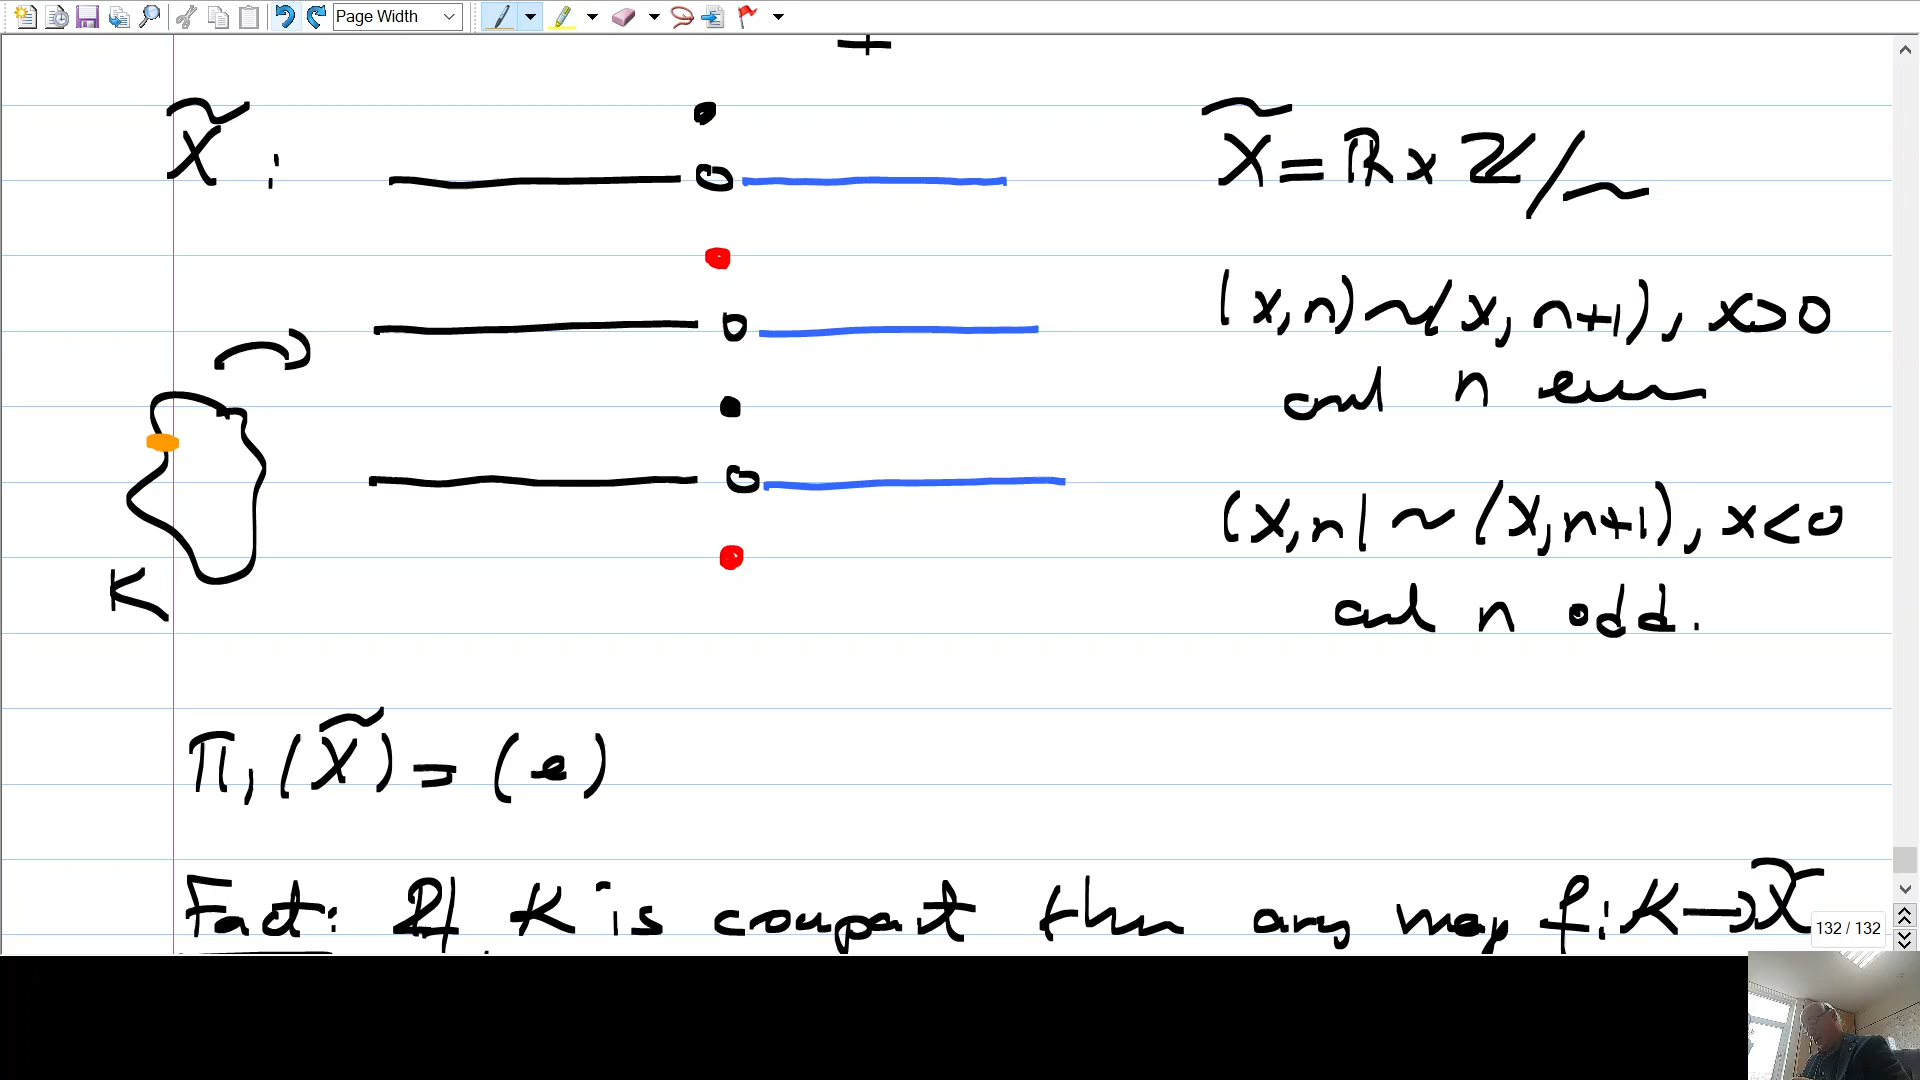 Page Width
X̃ :
X̃ = ℝ × ℤ/~
(x,n) ~ (x, n+1), x>0
and n even
(x,n) ~ (x,n+1), x<0
and n odd.
K
π₁(X̃) = (e)
Fact: If K is compact then any map f: K→X̃
132 / 132